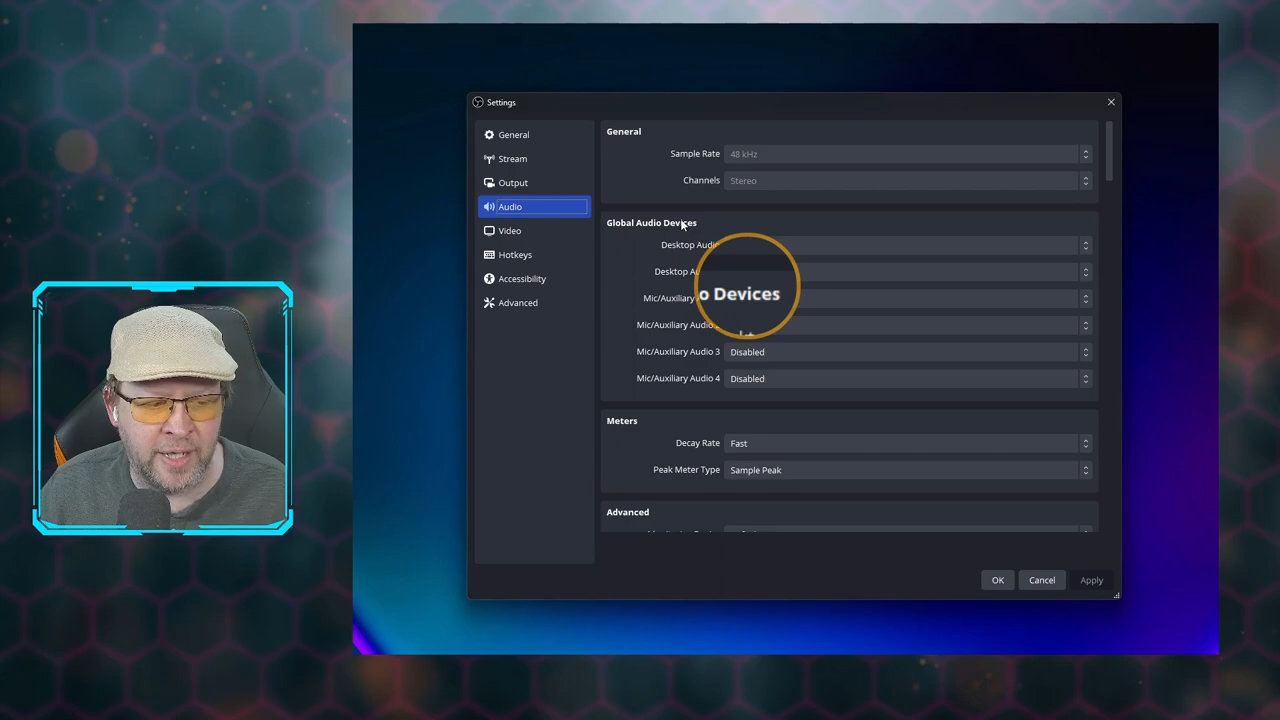 Settings
General
Stream
Output
Audio
Video
Hotkeys
Accessibility
Advanced
General
Sample Rate 48 kHz
Channels Stereo
Global Audio Devices
Desktop Audio
Desktop
Mic/Auxiliary
o Devices
Mic/Auxiliary Audio
Mic/Auxiliary Audio 3 Disabled
Mic/Auxiliary Audio 4 Disabled
Meters
Decay Rate Fast
Peak Meter Type Sample Peak
Advanced
OK Cancel Apply